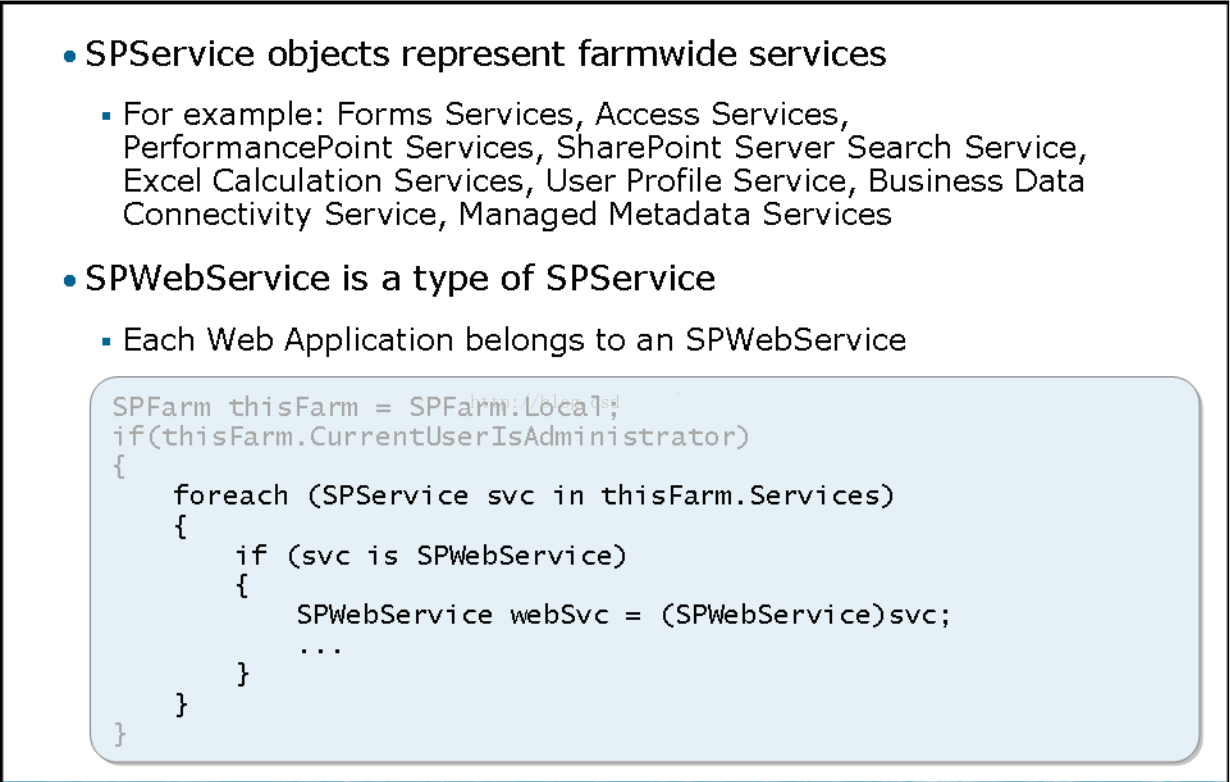 • SPService objects represent farmwide services
▪ For example: Forms Services, Access Services,
PerformancePoint Services, SharePoint Server Search Service,
Excel Calculation Services, User Profile Service, Business Data
Connectivity Service, Managed Metadata Services
• SPWebService is a type of SPService
▪ Each Web Application belongs to an SPWebService
SPFarm thisFarm = SPFarm.Local;
http://blog.csd
if(thisFarm.CurrentUserIsAdministrator)
{
    foreach (SPService svc in thisFarm.Services)
    {
        if (svc is SPWebService)
        {
            SPWebService webSvc = (SPWebService)svc;
            ...
        }
    }
}